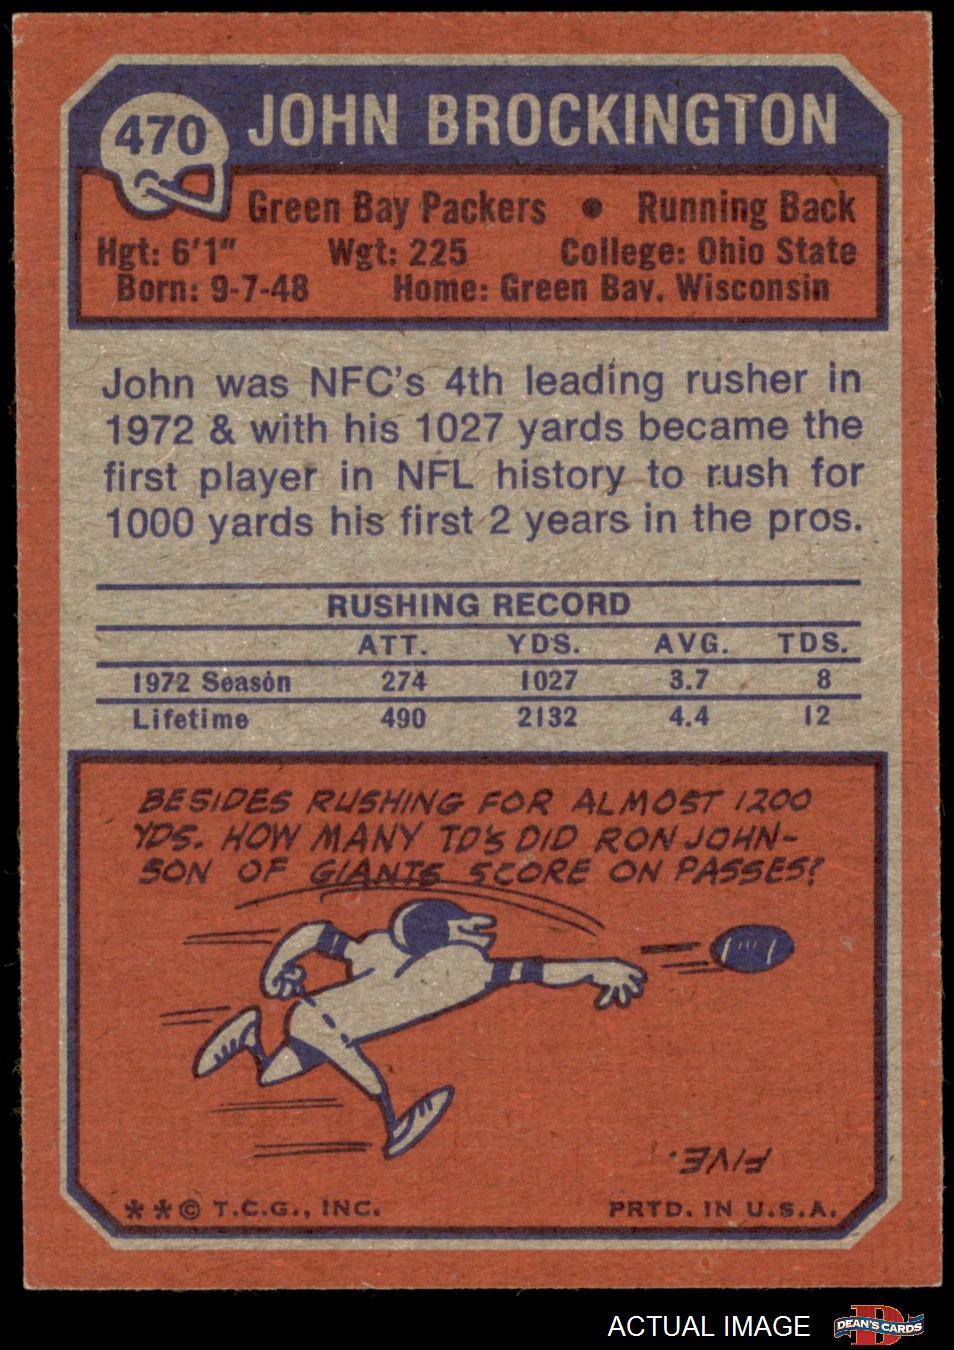 470 JOHN BROCKINGTON
Green Bay Packers • Running Back
Hgt: 6'1" Wgt: 225 College: Ohio State
Born: 9-7-48 Home: Green Bay, Wisconsin
John was NFC's 4th leading rusher in
1972 & with his 1027 yards became the
first player in NFL history to rush for
1000 yards his first 2 years in the pros.
RUSHING RECORD
ATT. YDS. AVG. TDS.
1972 Season 274 1027 3.7 8
Lifetime 490 2132 4.4 12
BESIDES RUSHING FOR ALMOST 1200
YDS. HOW MANY TD'S DID RON JOHN-
SON OF GIANTS SCORE ON PASSES?
FIVE.
* * © T.C.G., INC. PRTD. IN U.S.A.
ACTUAL IMAGE D DEAN'S CARDS